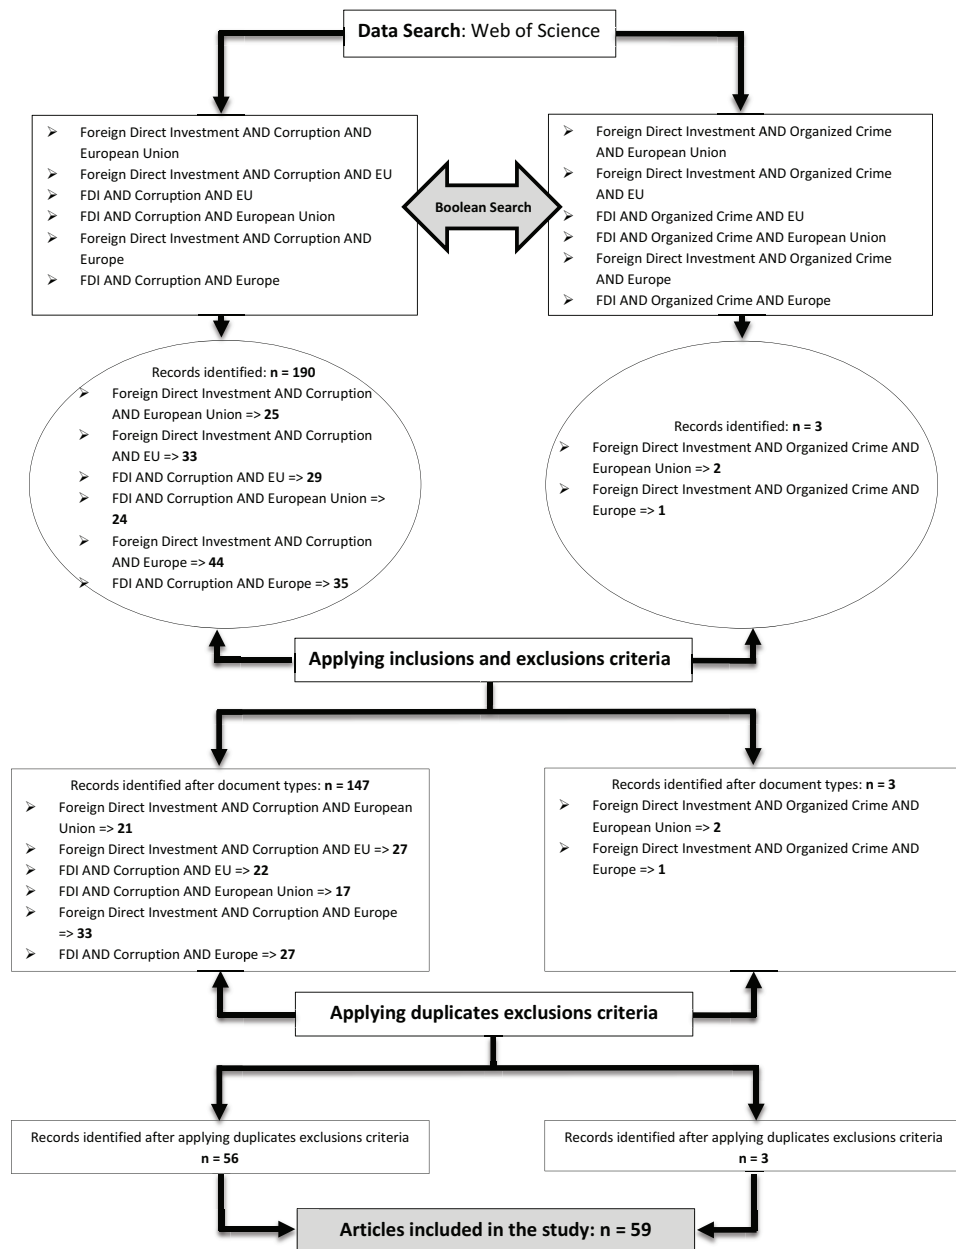 Data Search: Web of Science
➢ Foreign Direct Investment AND Corruption AND
European Union
➢ Foreign Direct Investment AND Corruption AND EU
➢ FDI AND Corruption AND EU
➢ FDI AND Corruption AND European Union
➢ Foreign Direct Investment AND Corruption AND
Europe
➢ FDI AND Corruption AND Europe
Boolean Search
➢ Foreign Direct Investment AND Organized Crime
AND European Union
➢ Foreign Direct Investment AND Organized Crime
AND EU
➢ FDI AND Organized Crime AND EU
➢ FDI AND Organized Crime AND European Union
➢ Foreign Direct Investment AND Organized Crime
AND Europe
➢ FDI AND Organized Crime AND Europe
Records identified: n = 190
➢ Foreign Direct Investment AND Corruption
AND European Union => 25
➢ Foreign Direct Investment AND Corruption
AND EU => 33
➢ FDI AND Corruption AND EU => 29
➢ FDI AND Corruption AND European Union =>
24
➢ Foreign Direct Investment AND Corruption
AND Europe => 44
➢ FDI AND Corruption AND Europe => 35
Records identified: n = 3
➢ Foreign Direct Investment AND Organized Crime AND
European Union => 2
➢ Foreign Direct Investment AND Organized Crime AND
Europe => 1
Applying inclusions and exclusions criteria
Records identified after document types: n = 147
➢ Foreign Direct Investment AND Corruption AND European
Union => 21
➢ Foreign Direct Investment AND Corruption AND EU => 27
➢ FDI AND Corruption AND EU => 22
➢ FDI AND Corruption AND European Union => 17
➢ Foreign Direct Investment AND Corruption AND Europe
=> 33
➢ FDI AND Corruption AND Europe => 27
Records identified after document types: n = 3
➢ Foreign Direct Investment AND Organized Crime AND
European Union => 2
➢ Foreign Direct Investment AND Organized Crime AND
Europe => 1
Applying duplicates exclusions criteria
Records identified after applying duplicates exclusions criteria
n = 56
Records identified after applying duplicates exclusions criteria
n = 3
Articles included in the study: n = 59